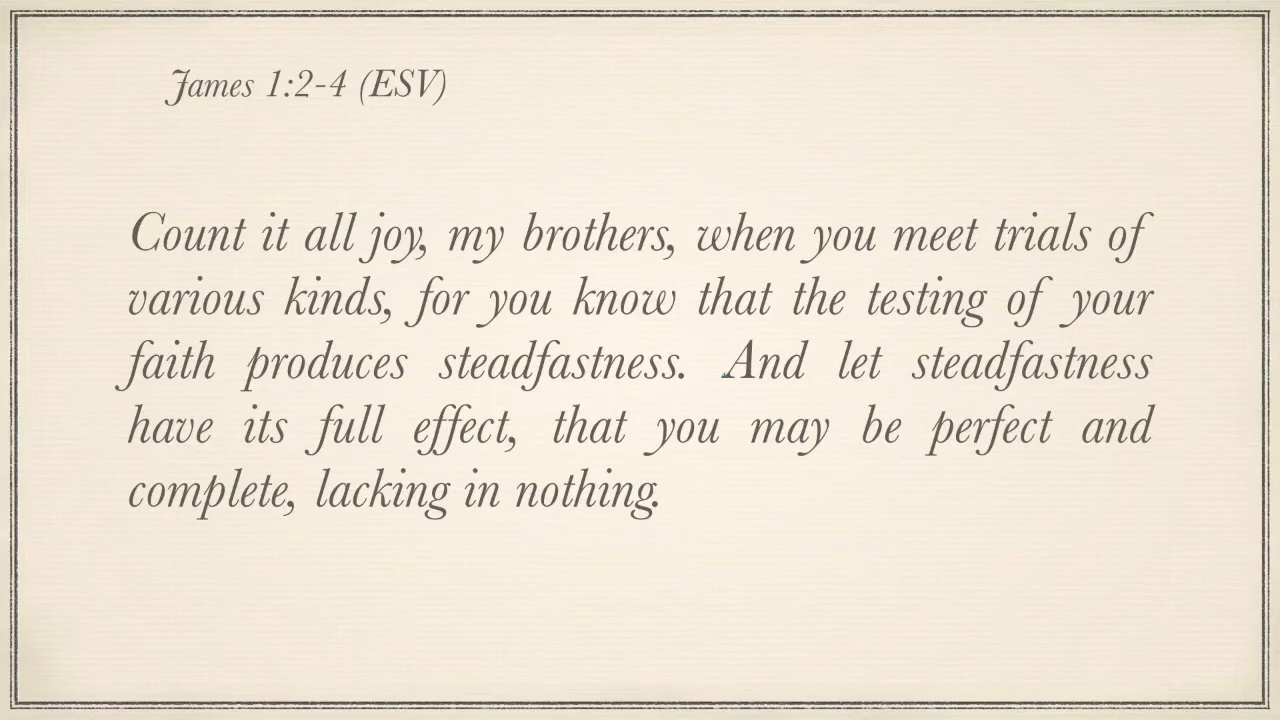 James 1:2-4 (ESV)
Count it all joy, my brothers, when you meet trials of
various kinds, for you know that the testing of your
faith produces steadfastness. And let steadfastness
have its full effect, that you may be perfect and
complete, lacking in nothing.